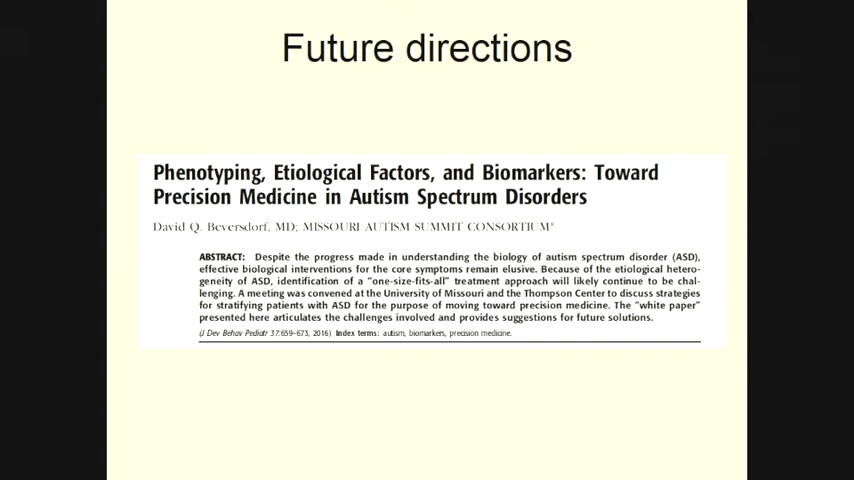 Future directions
Phenotyping, Etiological Factors, and Biomarkers: Toward
Precision Medicine in Autism Spectrum Disorders
David Q. Beversdorf, MD; MISSOURI AUTISM SUMMIT CONSORTIUM*
ABSTRACT: Despite the progress made in understanding the biology of autism spectrum disorder (ASD),
effective biological interventions for the core symptoms remain elusive. Because of the etiological hetero-
geneity of ASD, identification of a "one-size-fits-all" treatment approach will likely continue to be chal-
lenging. A meeting was convened at the University of Missouri and the Thompson Center to discuss strategies
for stratifying patients with ASD for the purpose of moving toward precision medicine. The "white paper"
presented here articulates the challenges involved and provides suggestions for future solutions.
(J Dev Behav Pediatr 37:659–673, 2016) Index terms: autism, biomarkers, precision medicine.